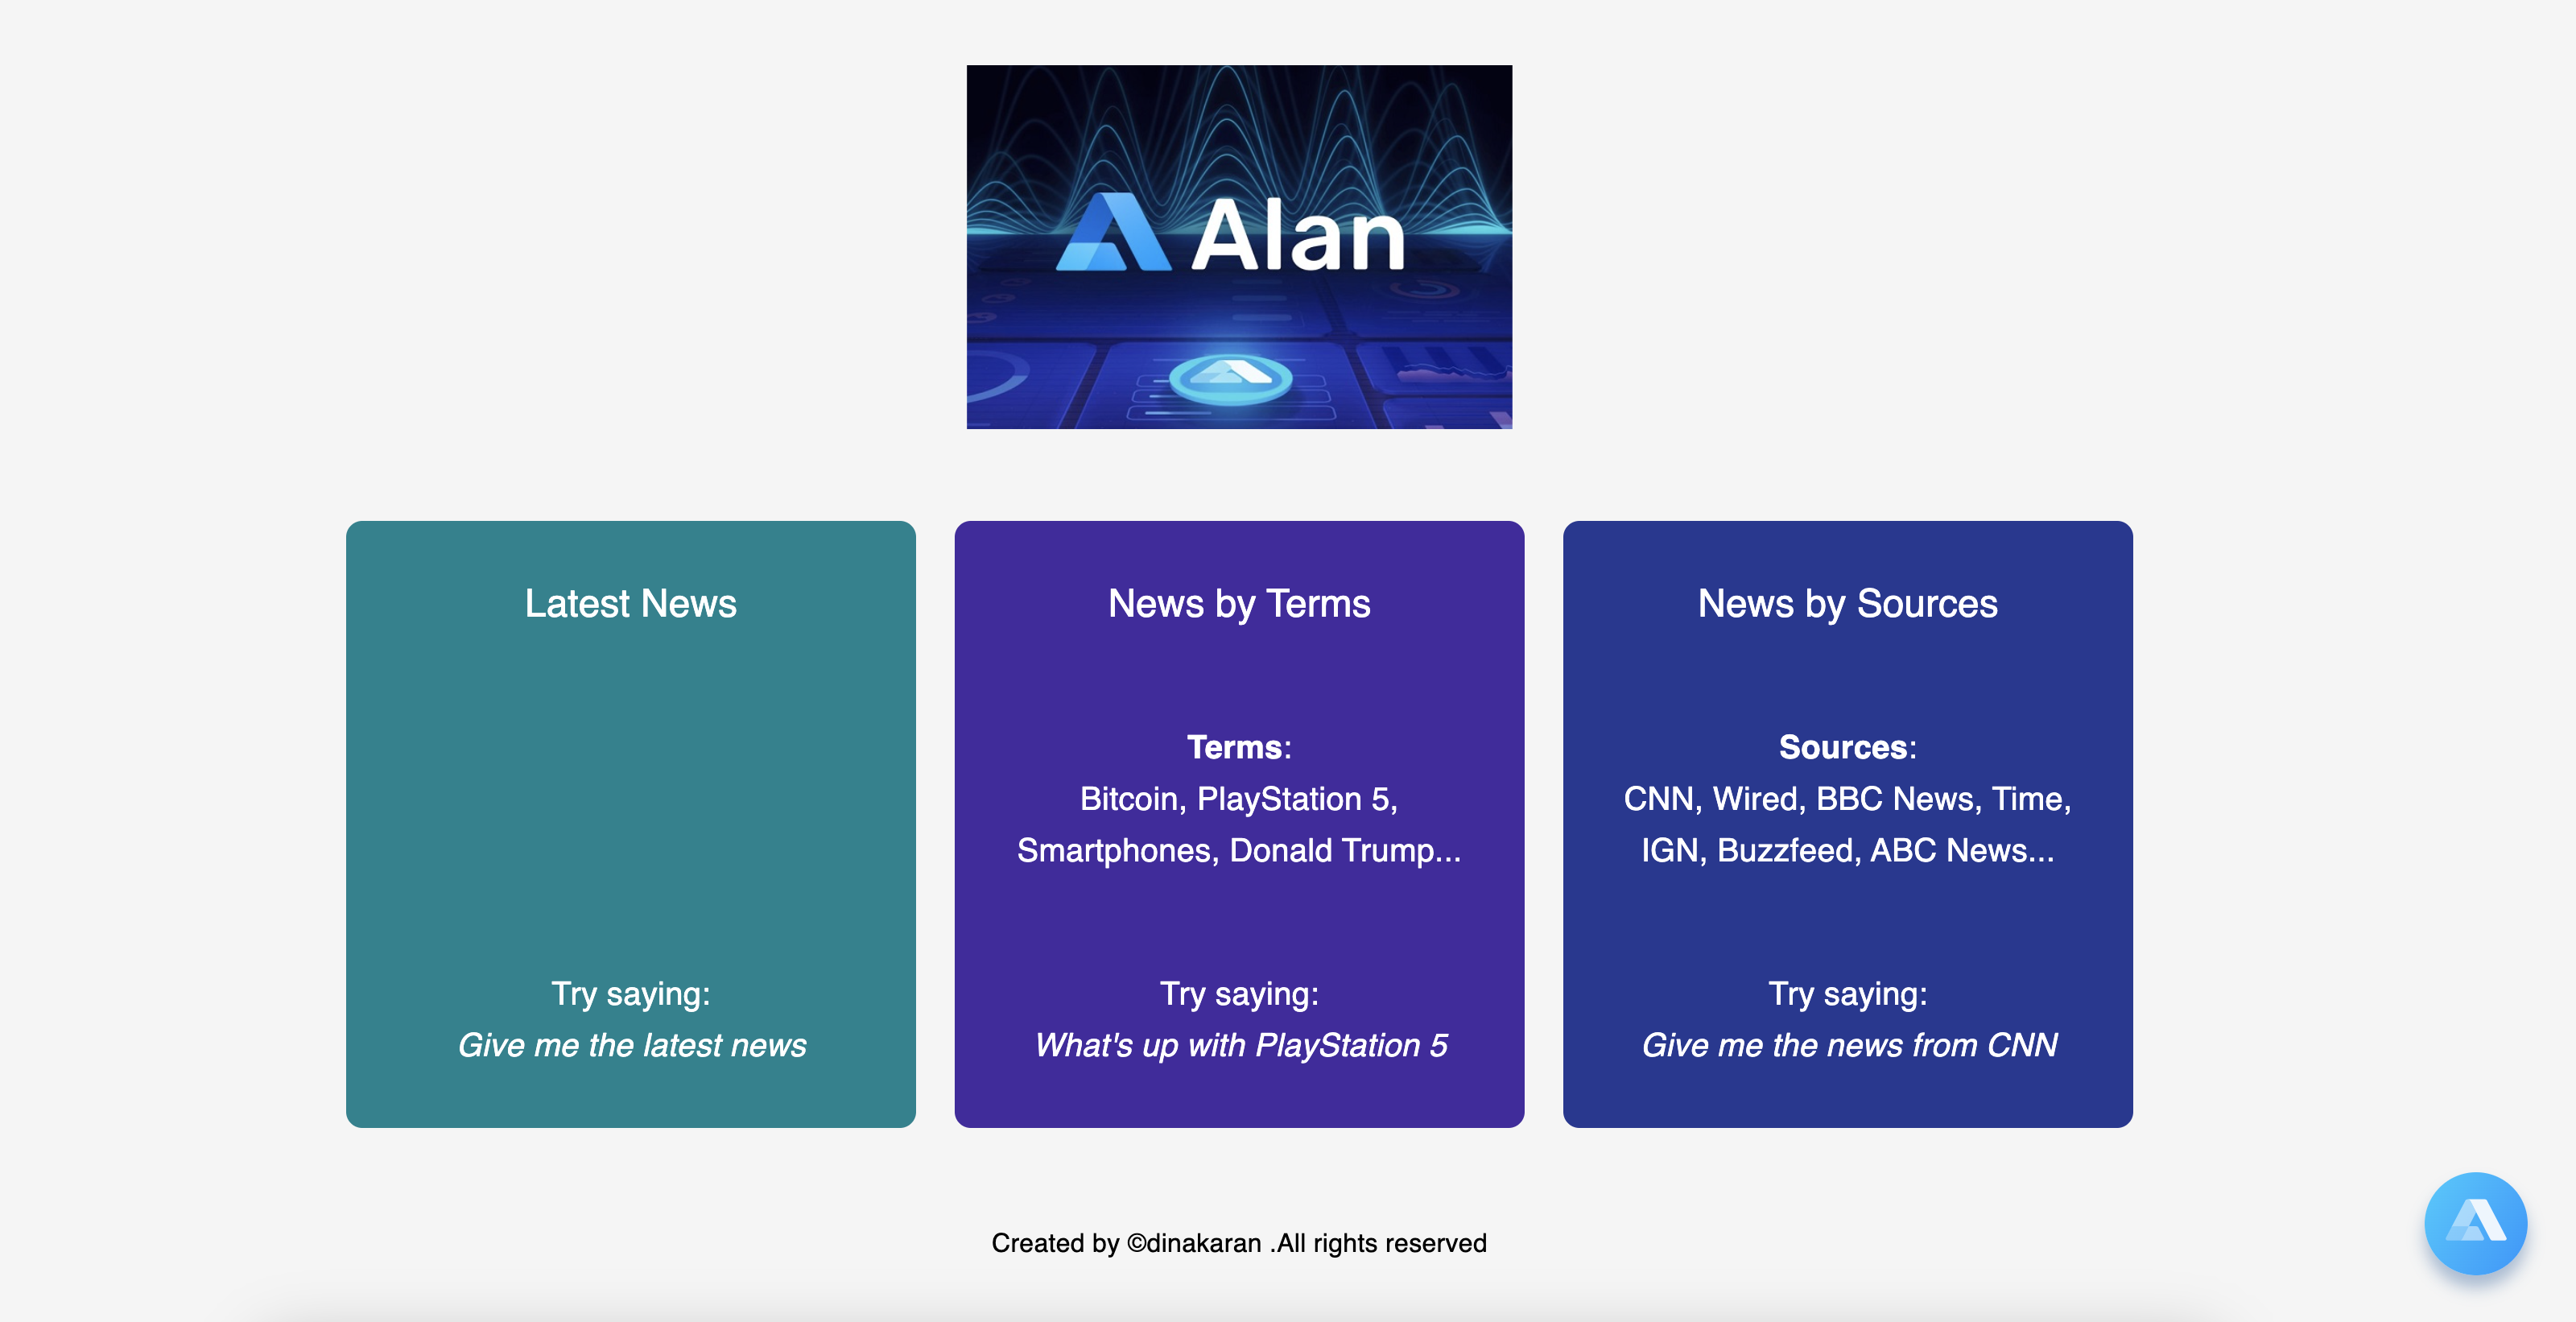 Alan
Latest News
Try saying:
Give me the latest news
News by Terms
Terms:
Bitcoin, PlayStation 5,
Smartphones, Donald Trump...
Try saying:
What's up with PlayStation 5
News by Sources
Sources:
CNN, Wired, BBC News, Time,
IGN, Buzzfeed, ABC News...
Try saying:
Give me the news from CNN
Created by ©dinakaran .All rights reserved